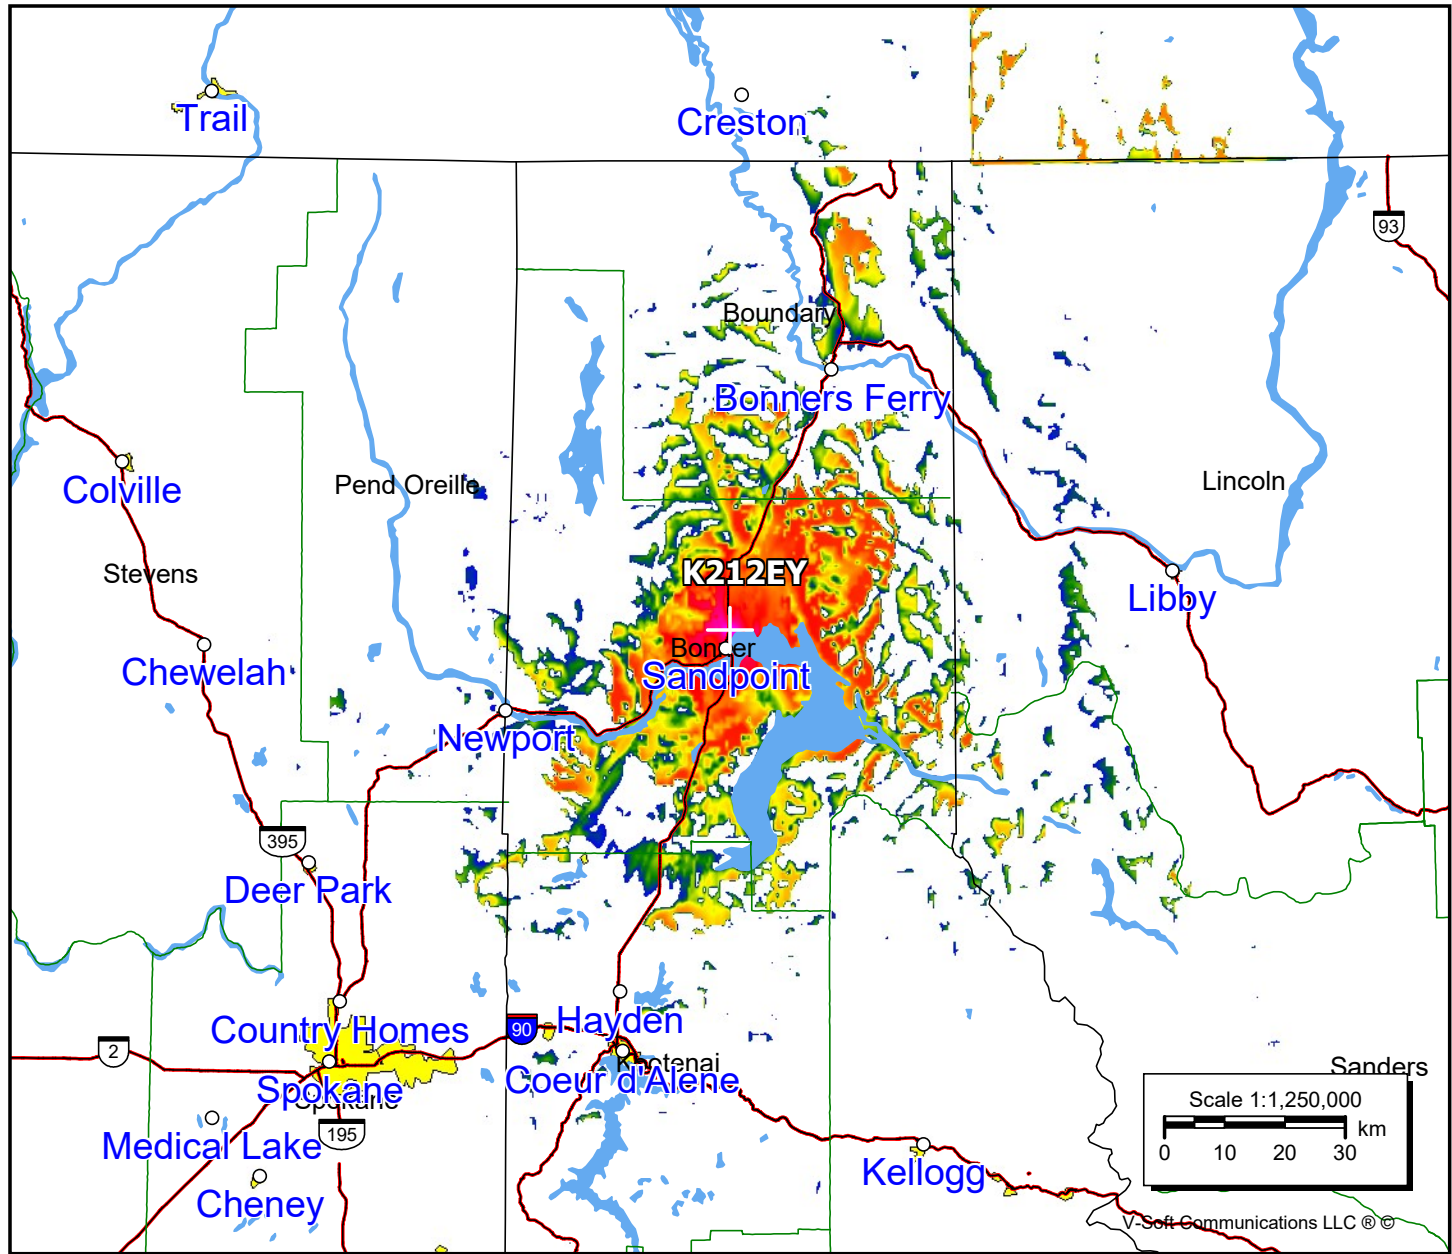 Trail
Creston
93
Boundary
Bonners Ferry
Colville
Pend Oreille
Lincoln
Stevens
K212EY
Libby
Bonner
Chewelah
Sandpoint
Newport
395
Deer Park
Country Homes
90
Hayden
2
Kootenai
Sanders
Spokane
Coeur d'Alene
Spokane
Scale 1:1,250,000
km
0 10 20 30
195
Medical Lake
Kellogg
Cheney
V-Soft Communications LLC ® ©